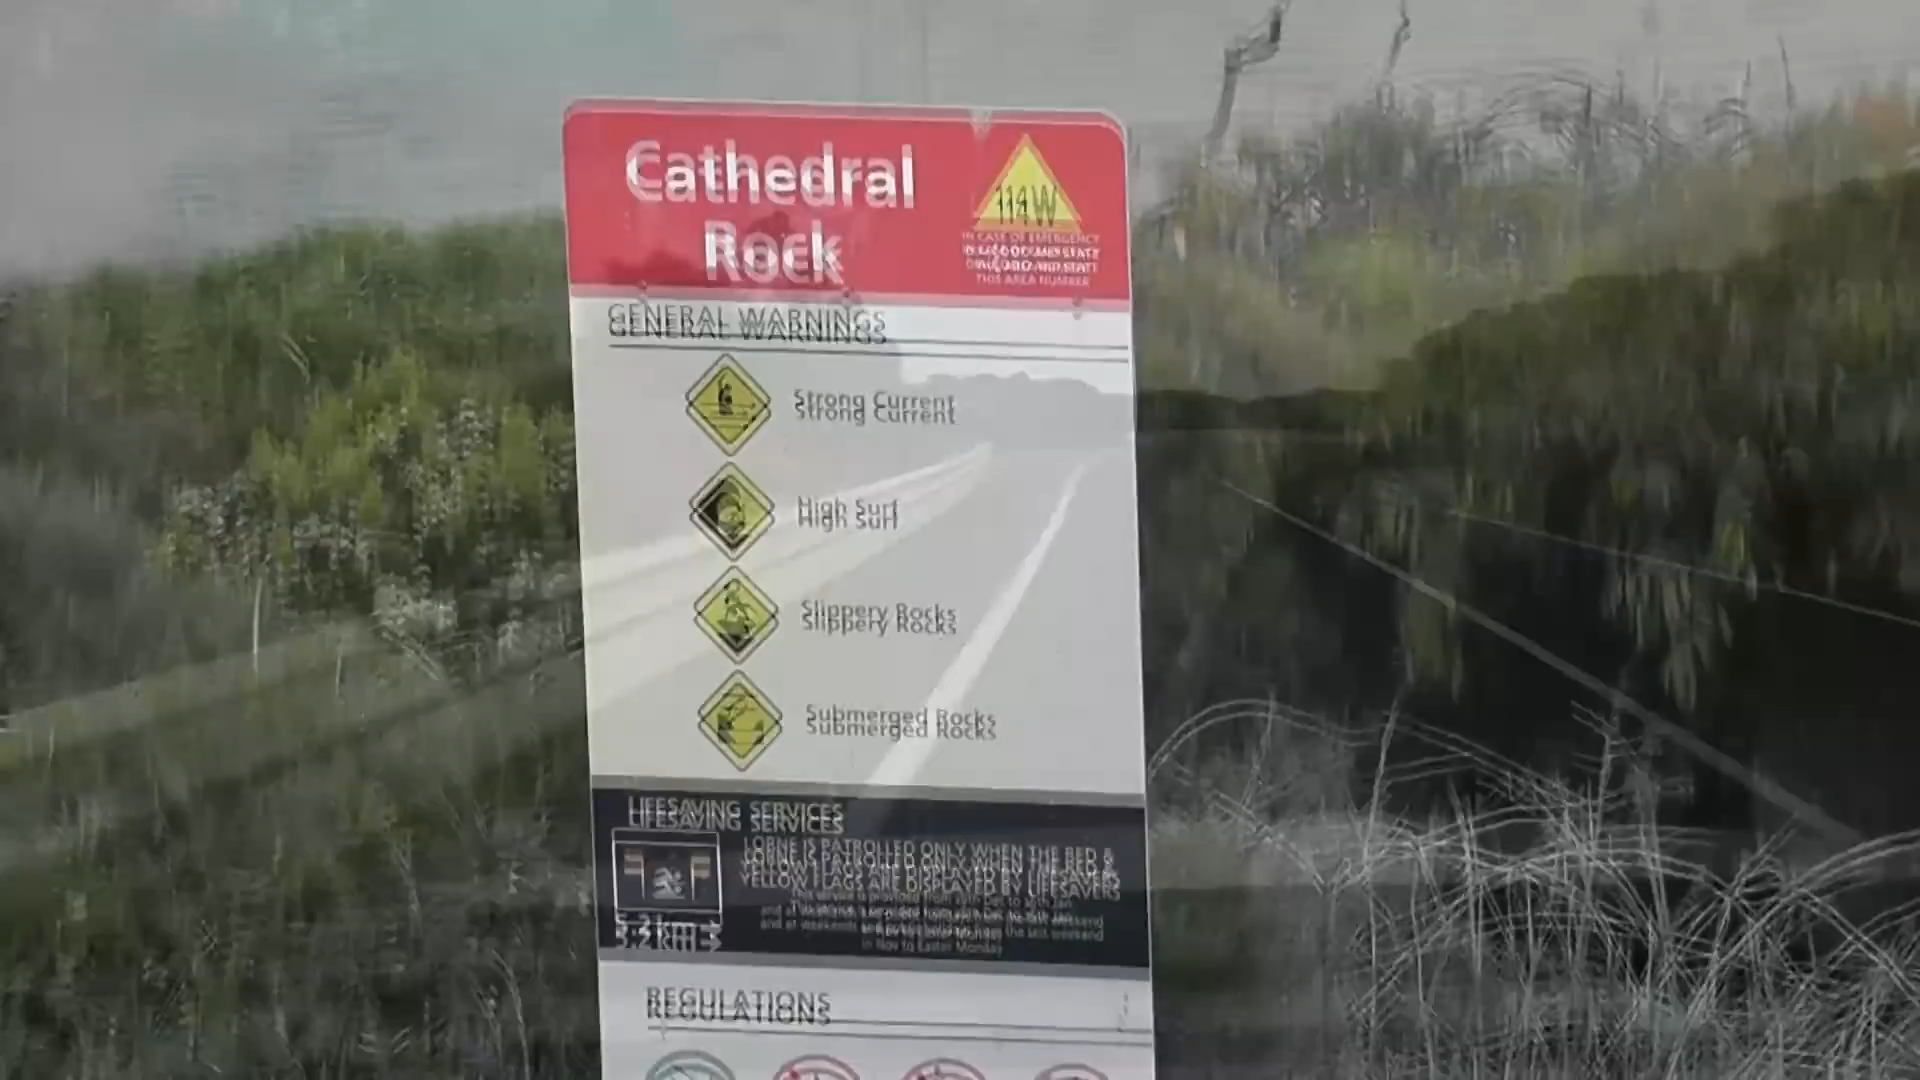 Cathedral
Rock
114W
IN CASE OF EMERGENCY
THIS AREA NUMBER
GENERAL WARNINGS
Strong Current
High Surf
Slippery Rocks
Submerged Rocks
LIFESAVING SERVICES
LORNE IS PATROLLED ONLY WHEN THE RED &
YELLOW FLAGS ARE DISPLAYED BY LIFESAVERS
in Nov to Easter Monday
REGULATIONS